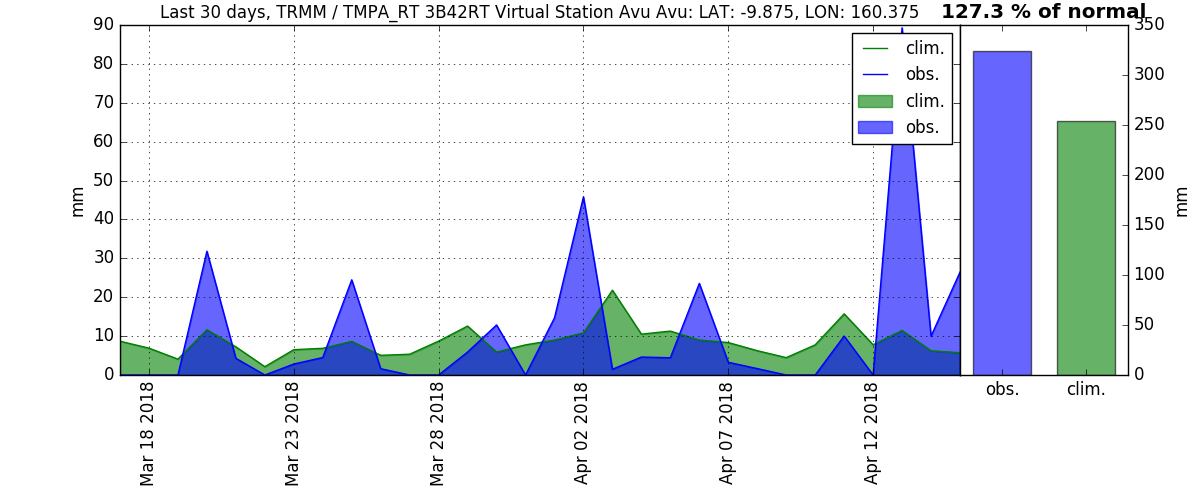 Last 30 days, TRMM / TMPA_RT 3B42RT Virtual Station Avu Avu: LAT: -9.875, LON: 160.375
127.3 % of normal
90
80
70
60
50
40
30
20
10
0
mm
clim.
obs.
clim.
obs.
350
300
250
200
150
100
50
0
mm
obs.
clim.
Mar 18 2018
Mar 23 2018
Mar 28 2018
Apr 02 2018
Apr 07 2018
Apr 12 2018